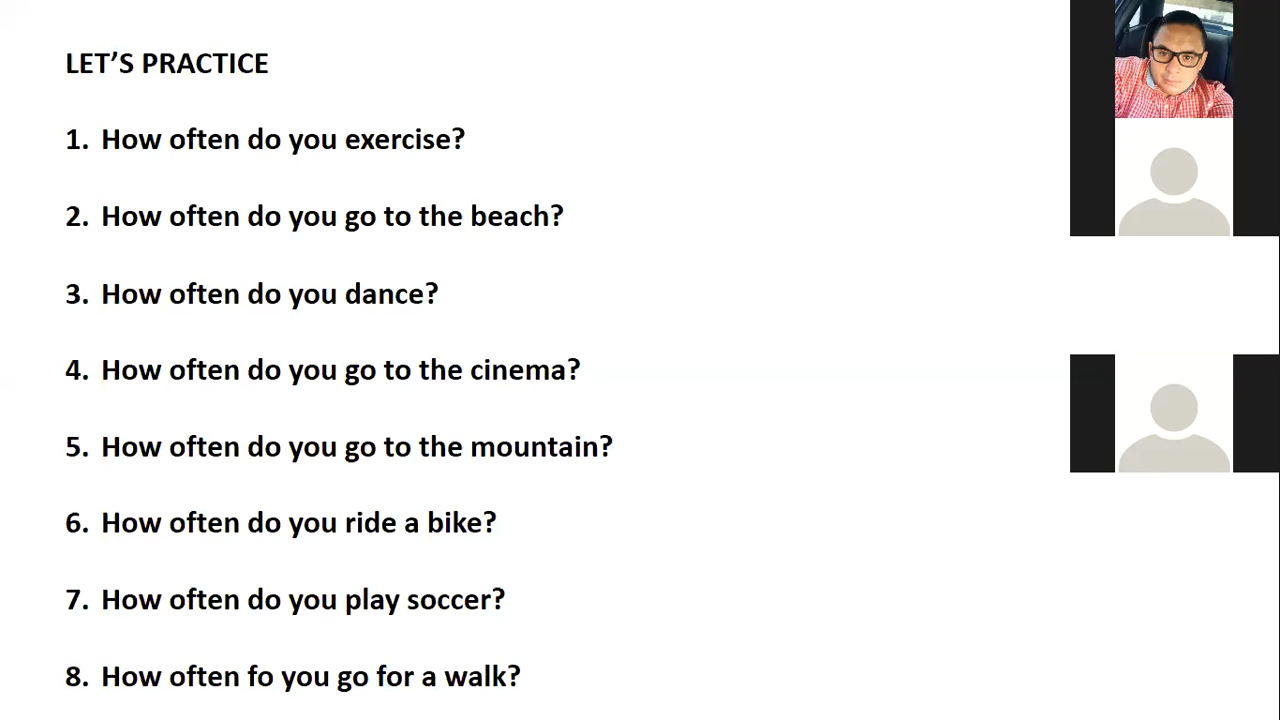 LET’S PRACTICE
1. How often do you exercise?
2. How often do you go to the beach?
3. How often do you dance?
4. How often do you go to the cinema?
5. How often do you go to the mountain?
6. How often do you ride a bike?
7. How often do you play soccer?
8. How often fo you go for a walk?